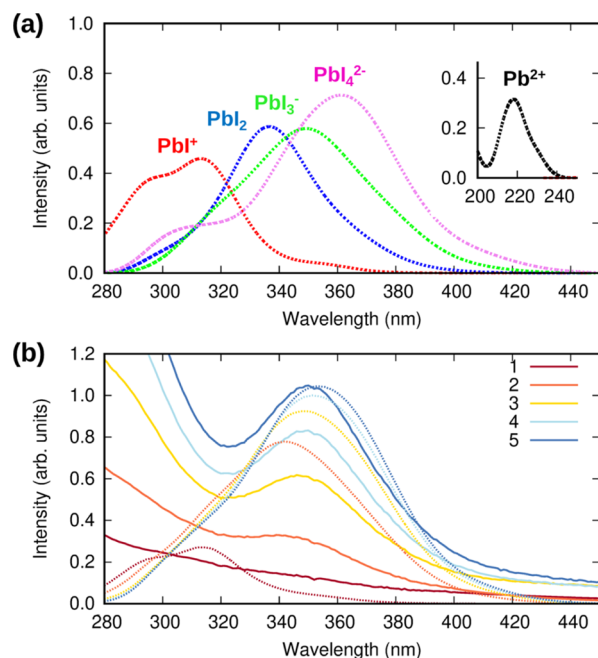 (a)
1.0
0.8
0.6
0.4
0.2
0.0
Intensity (arb. units)
PbI⁺
PbI₂
PbI₃⁻
PbI₄²⁻
Pb²⁺
0.4
0.2
0.0
200 220 240
280 300 320 340 360 380 400 420 440
Wavelength (nm)
(b)
1.2
1.0
0.8
0.6
0.4
0.2
0.0
Intensity (arb. units)
1
2
3
4
5
280 300 320 340 360 380 400 420 440
Wavelength (nm)